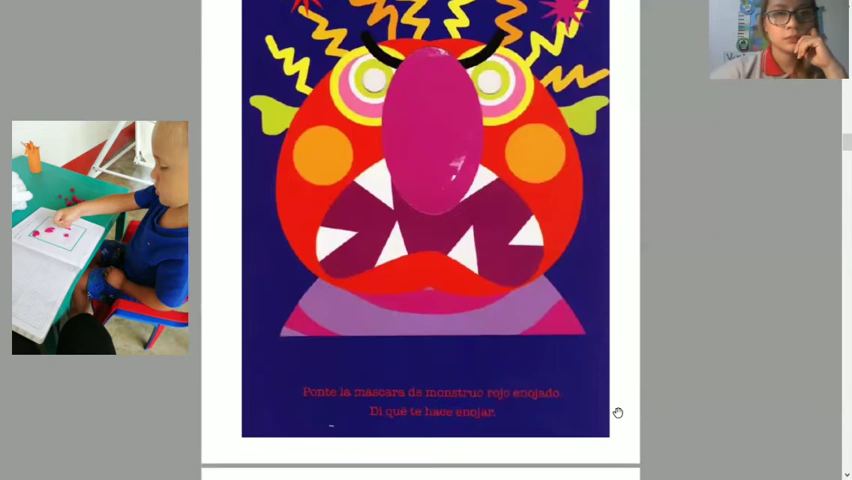 Ponte la máscara de monstruo rojo enojado.
Di qué te hace enojar.